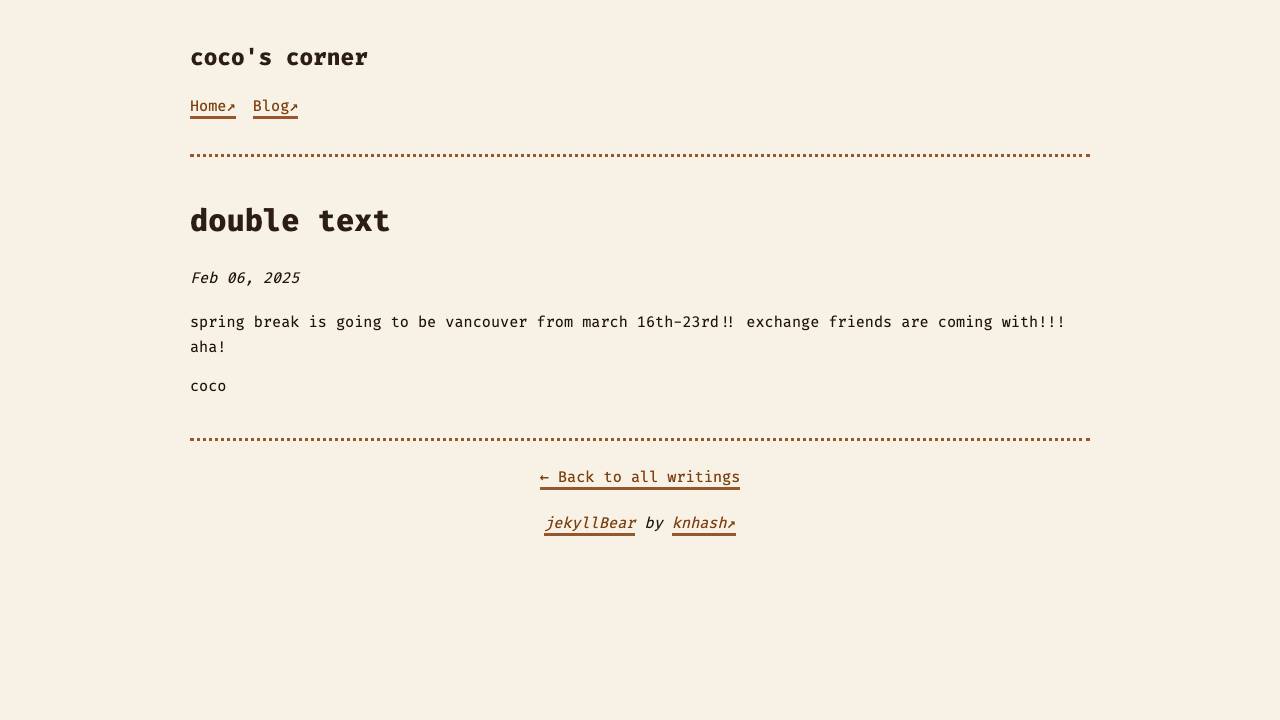 coco's corner
Home↗ Blog↗
double text
Feb 06, 2025
spring break is going to be vancouver from march 16th-23rd!! exchange friends are coming with!!!
aha!
coco
← Back to all writings
jekyllBear by knhash↗